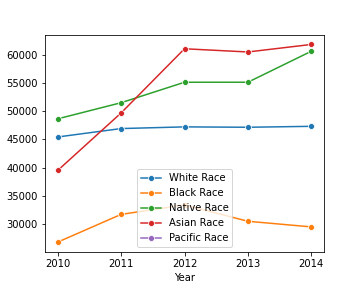 60000
55000
50000
45000
40000
35000
30000
White Race
Black Race
Native Race
Asian Race
Pacific Race
2010 2011 2012 2013 2014
Year